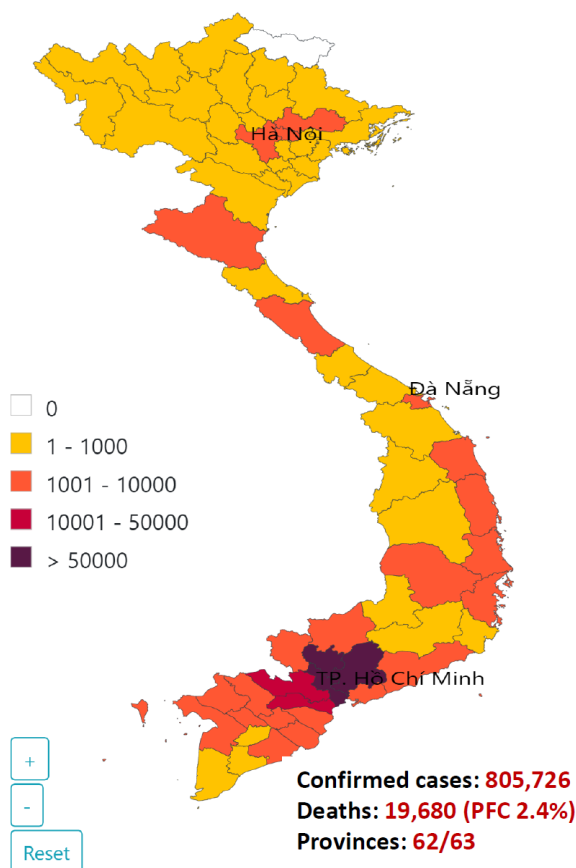 Hà Nội
Đà Nẵng
0
1 - 1000
1001 - 10000
10001 - 50000
> 50000
TP. Hồ Chí Minh
+
-
Reset
Confirmed cases: 805,726
Deaths: 19,680 (PFC 2.4%)
Provinces: 62/63